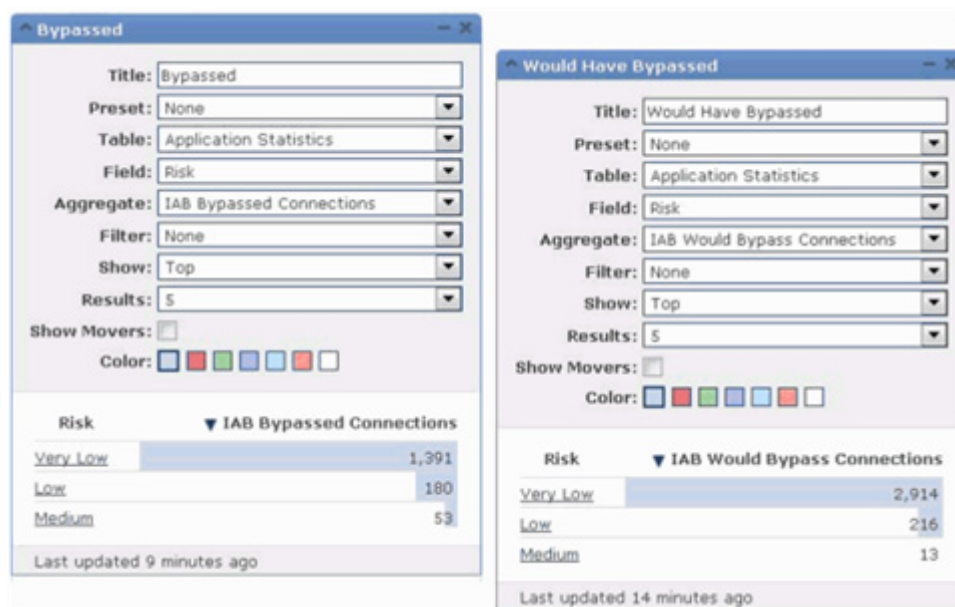 Bypassed
Title: Bypassed
Preset: None
Table: Application Statistics
Field: Risk
Aggregate: IAB Bypassed Connections
Filter: None
Show: Top
Results: 5
Show Movers:
Color:
Risk IAB Bypassed Connections
Very Low 1,391
Low 180
Medium 53
Last updated 9 minutes ago
Would Have Bypassed
Title: Would Have Bypassed
Preset: None
Table: Application Statistics
Field: Risk
Aggregate: IAB Would Bypass Connections
Filter: None
Show: Top
Results: 5
Show Movers:
Color:
Risk IAB Would Bypass Connections
Very Low 2,914
Low 216
Medium 13
Last updated 14 minutes ago